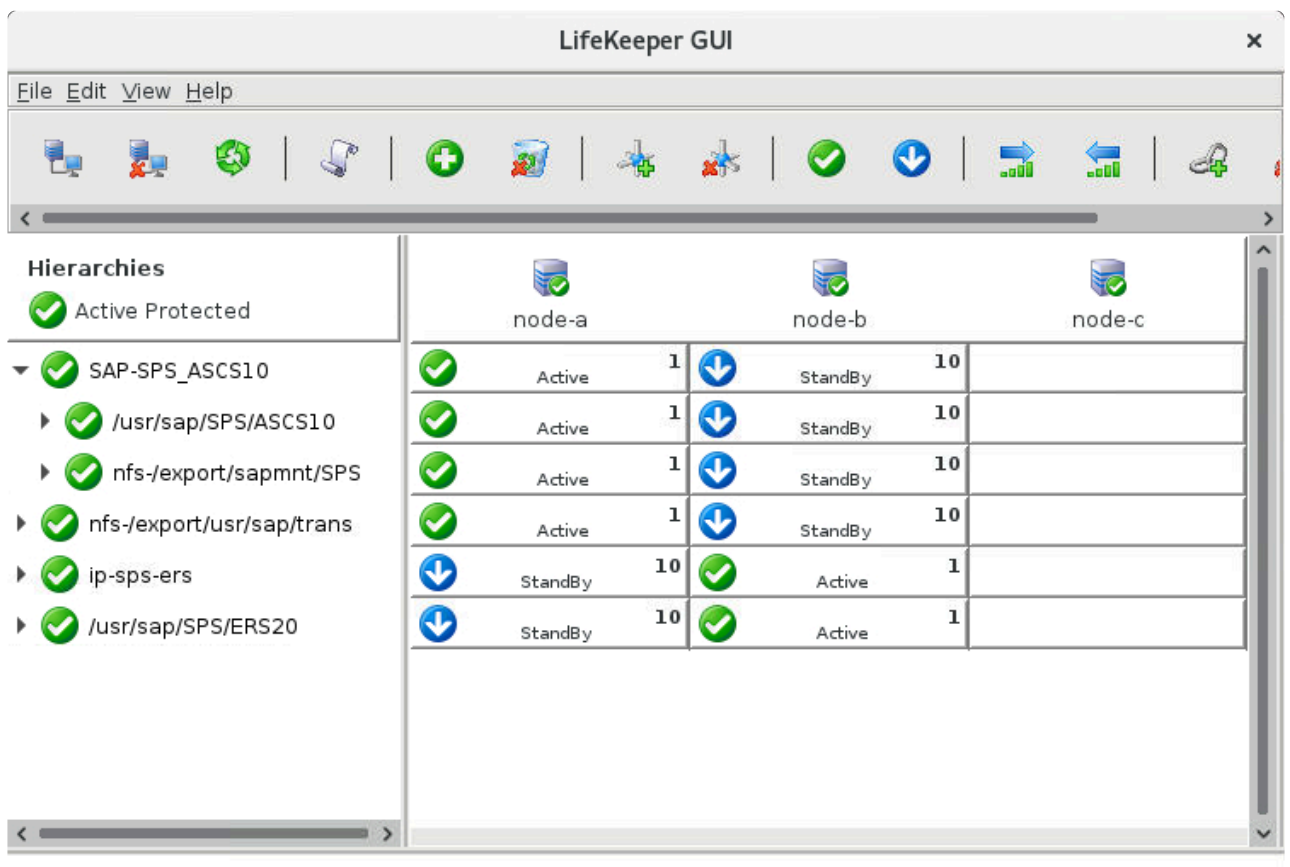 LifeKeeper GUI
File Edit View Help
Hierarchies
Active Protected
node-a node-b node-c
SAP-SPS_ASCS10 Active 1 StandBy 10
/usr/sap/SPS/ASCS10 Active 1 StandBy 10
nfs-/export/sapmnt/SPS Active 1 StandBy 10
nfs-/export/usr/sap/trans Active 1 StandBy 10
ip-sps-ers StandBy 10 Active 1
/usr/sap/SPS/ERS20 StandBy 10 Active 1